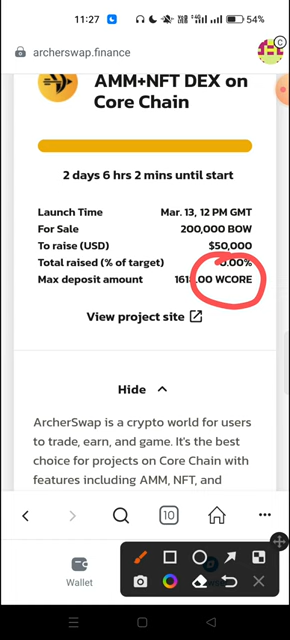 11:27
54%
archerswap.finance
C
AMM+NFT DEX on
Core Chain
2 days 6 hrs 2 mins until start
Launch Time Mar. 13, 12 PM GMT
For Sale 200,000 BOW
To raise (USD) $50,000
Total raised (% of target) 0.00%
Max deposit amount .00 WCORE
View project site
Hide
ArcherSwap is a crypto world for users
to trade, earn, and game. It's the best
choice for projects on Core Chain with
features including AMM, NFT, and
10
Wallet